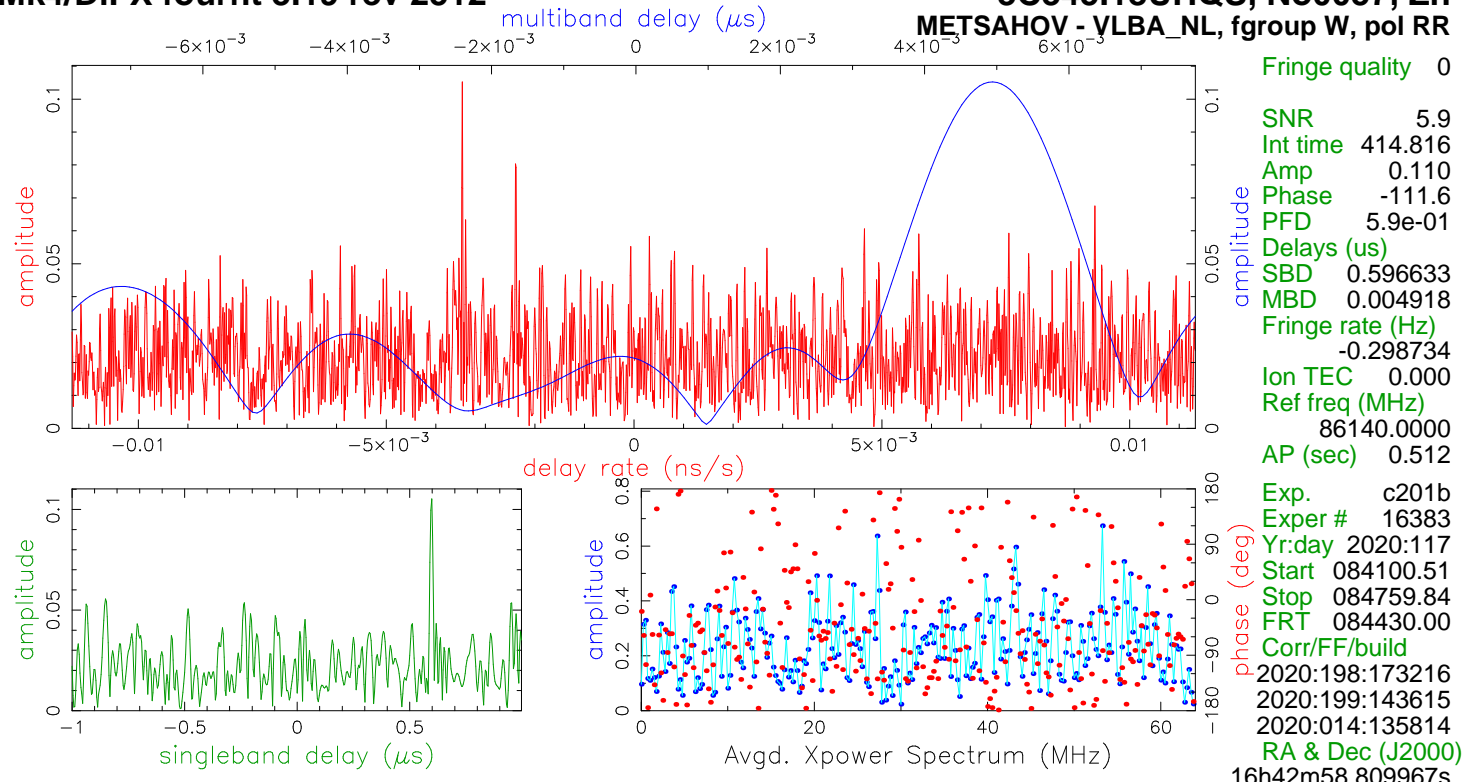 multiband delay (μs)
METSAHOV - VLBA_NL, fgroup W, pol RR
−6×10⁻³ −4×10⁻³ −2×10⁻³ 0 2×10⁻³ 4×10⁻³ 6×10⁻³
amplitude
0 0.05 0.1
amplitude
0 0.05 0.1
−0.01 −5×10⁻³ 0 5×10⁻³ 0.01
delay rate (ns/s)
Fringe quality 0
SNR 5.9
Int time 414.816
Amp 0.110
Phase -111.6
PFD 5.9e-01
Delays (us)
SBD 0.596633
MBD 0.004918
Fringe rate (Hz)
-0.298734
Ion TEC 0.000
Ref freq (MHz)
86140.0000
AP (sec) 0.512
Exp. c201b
Exper # 16383
Yr:day 2020:117
Start 084100.51
Stop 084759.84
FRT 084430.00
Corr/FF/build
2020:198:173216
2020:199:143615
2020:014:135814
RA & Dec (J2000)
16h42m58.809967s
amplitude
0 0.05 0.1
−1 −0.5 0 0.5
singleband delay (μs)
amplitude
0 0.2 0.4 0.6 0.8
phase (deg)
−180 −90 0 90 180
0 20 40 60
Avgd. Xpower Spectrum (MHz)